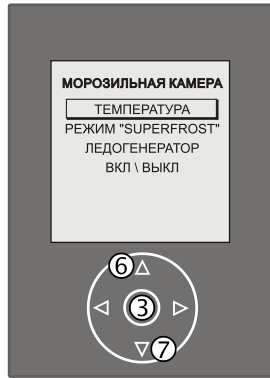 МОРОЗИЛЬНАЯ КАМЕРА
ТЕМПЕРАТУРА
РЕЖИМ "SUPERFROST"
ЛЕДОГЕНЕРАТОР
ВКЛ \ ВЫКЛ
6
3
7